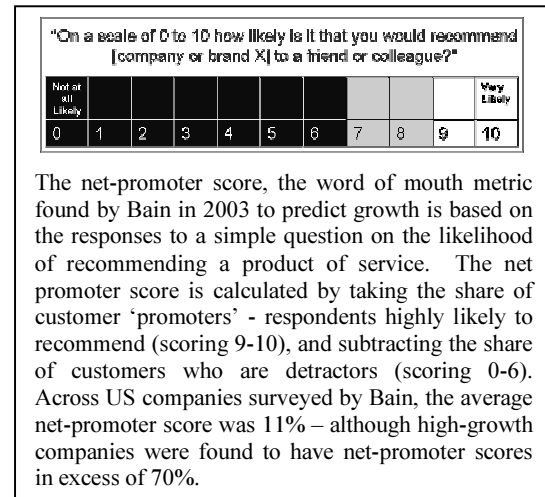 "On a scale of 0 to 10 how likely is it that you would recommend
[company or brand X] to a friend or colleague?"
Not at
all
Likely
Very
Likely
0 1 2 3 4 5 6 7 8 9 10
The net-promoter score, the word of mouth metric
found by Bain in 2003 to predict growth is based on
the responses to a simple question on the likelihood
of recommending a product of service. The net
promoter score is calculated by taking the share of
customer ‘promoters’ - respondents highly likely to
recommend (scoring 9-10), and subtracting the share
of customers who are detractors (scoring 0-6).
Across US companies surveyed by Bain, the average
net-promoter score was 11% – although high-growth
companies were found to have net-promoter scores
in excess of 70%.